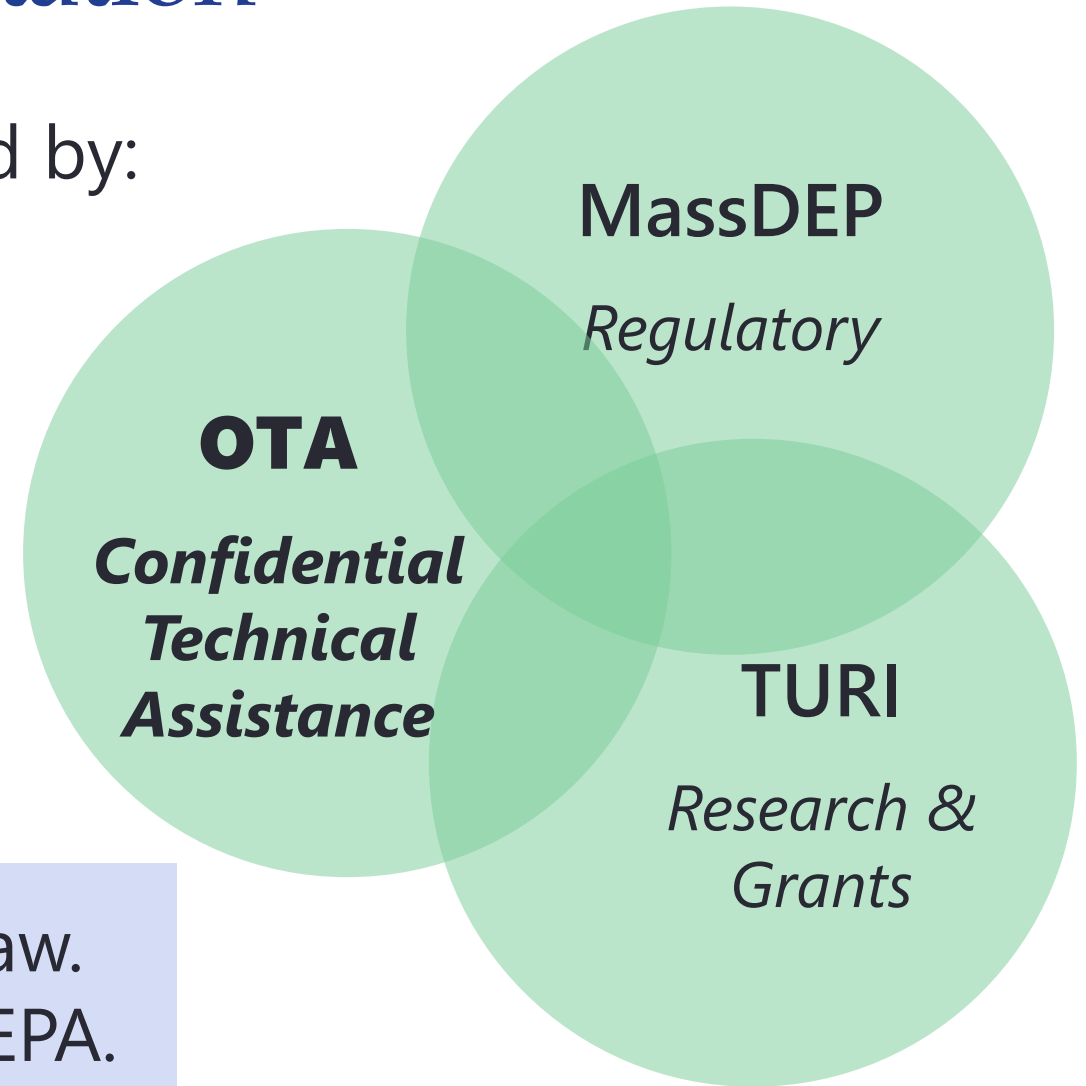 d by:
MassDEP
Regulatory
OTA
Confidential
Technical
Assistance
TURI
Research &
Grants
aw.
EPA.